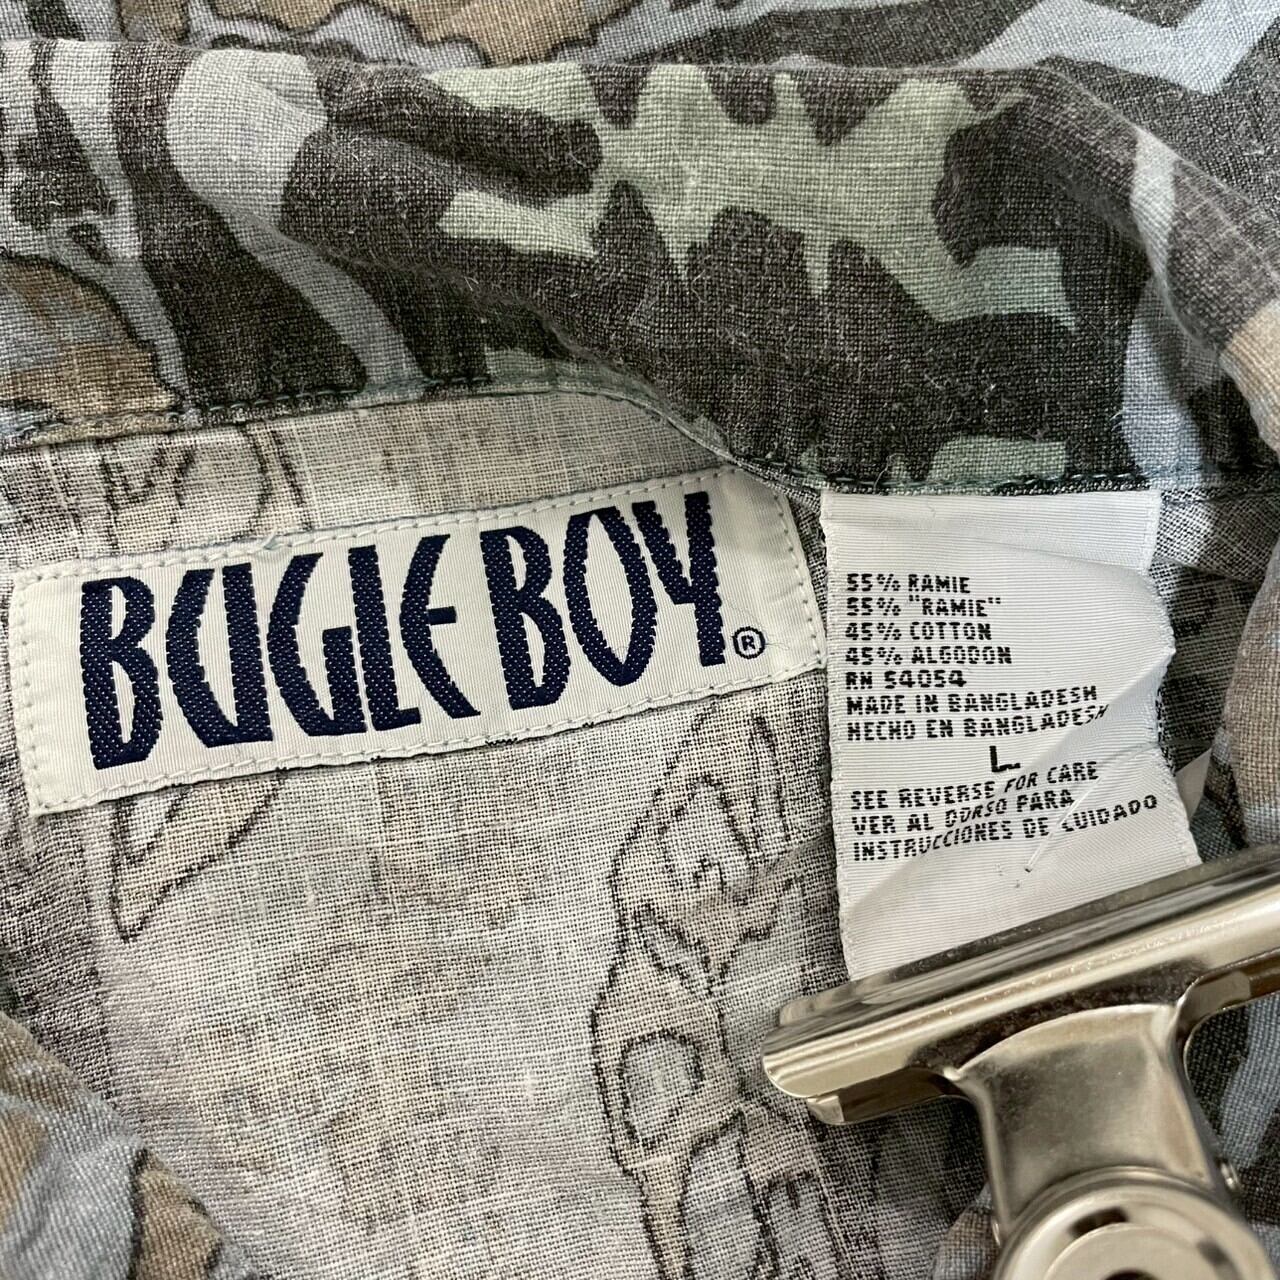 BUGLE BOY®
55% RAMIE
55% "RAMIE"
45% COTTON
45% ALGODON
RN 54054
MADE IN BANGLADESH
HECHO EN BANGLADESH
L
SEE REVERSE FOR CARE
VER AL DORSO PARA
INSTRUCCIONES DE CUIDADO